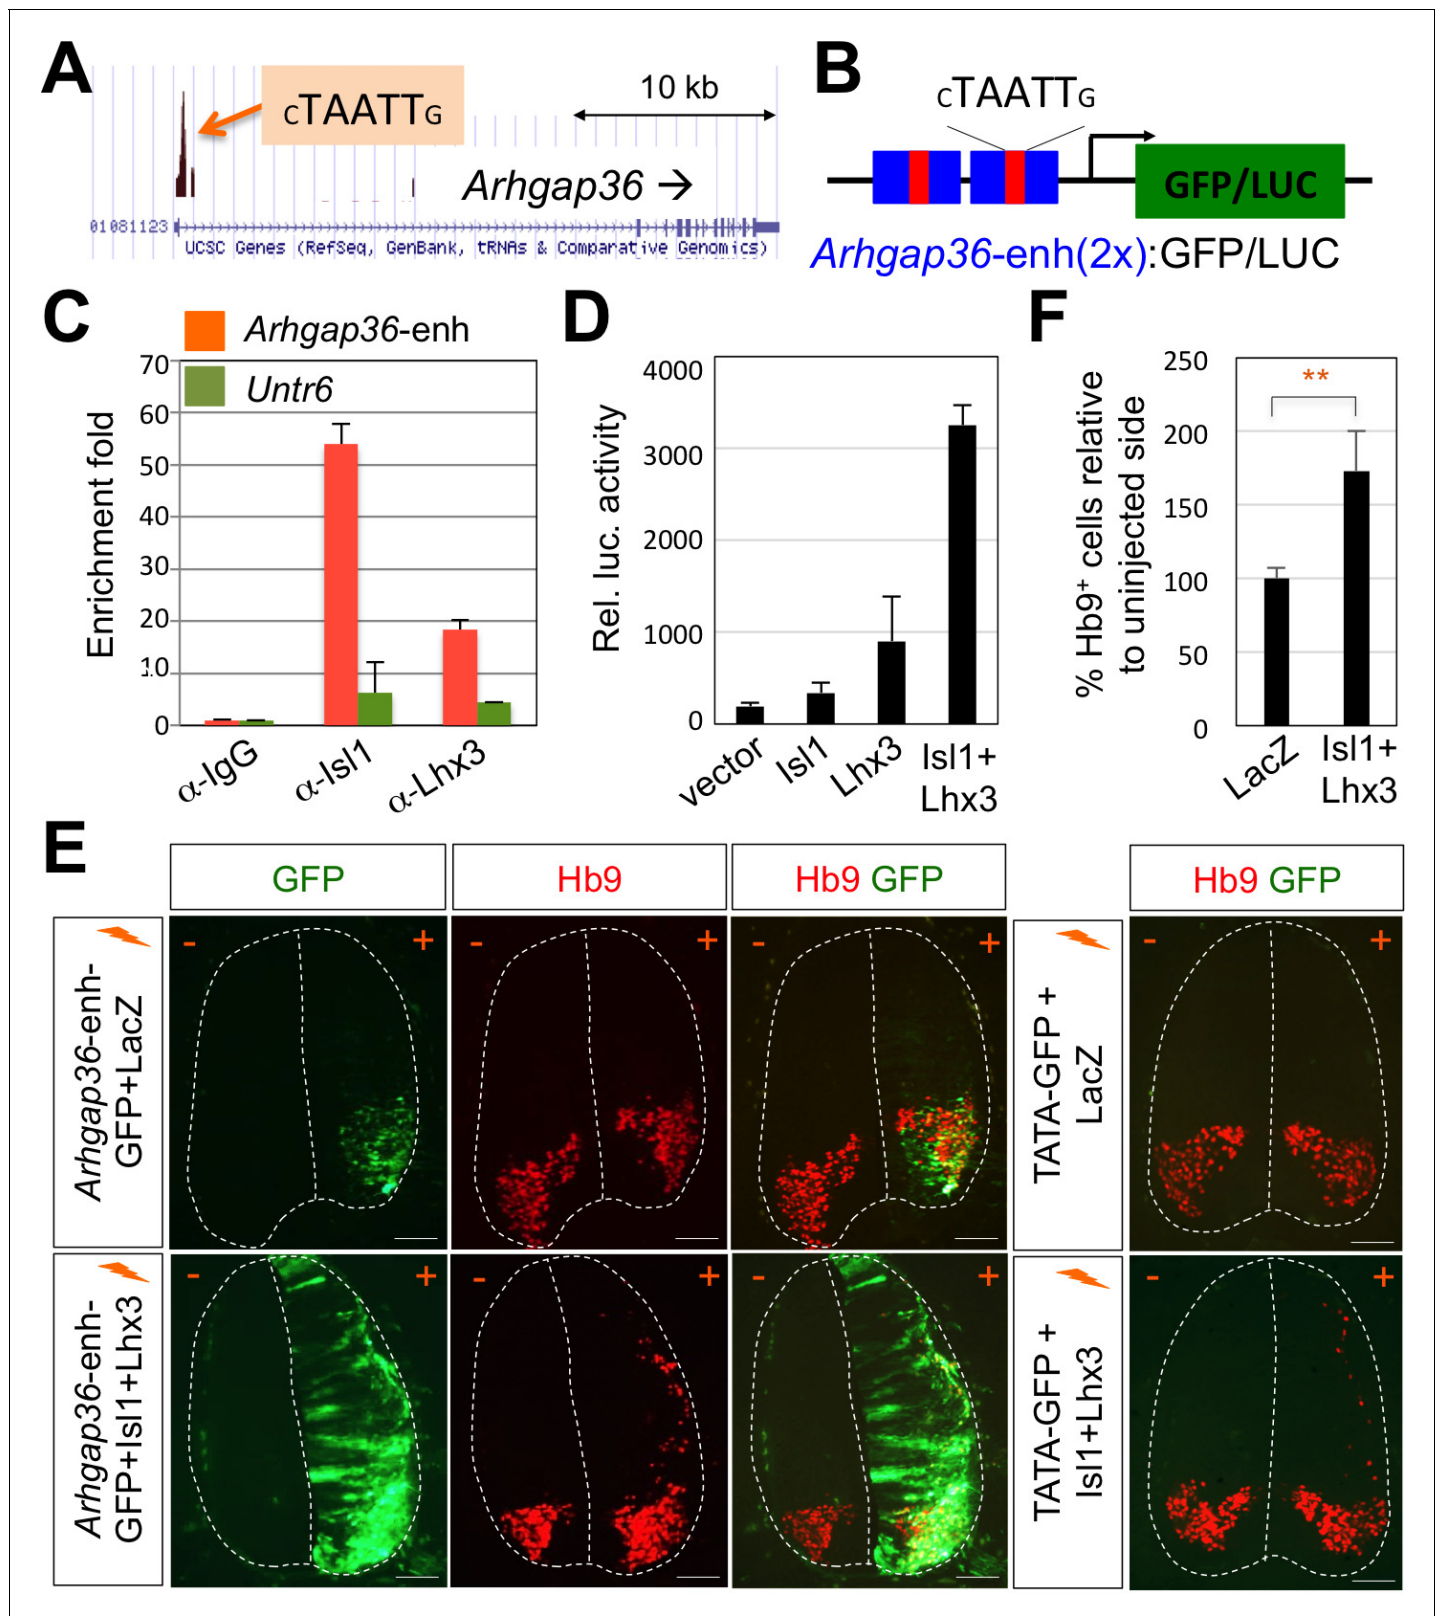 A
cTAATTG
10 kb
Arhgap36 →
01081123
UCSC Genes (RefSeq, GenBank, tRNAs & Comparative Genomics)
B
cTAATTG
GFP/LUC
Arhgap36-enh(2x):GFP/LUC
C
Arhgap36-enh
Untr6
Enrichment fold
70
60
50
40
30
20
10
0
α-IgG
α-Isl1
α-Lhx3
D
Rel. luc. activity
4000
3000
2000
1000
0
vector
Isl1
Lhx3
Isl1+
Lhx3
F
% Hb9+ cells relative
to uninjected side
250
200
150
100
50
0
**
LacZ
Isl1+
Lhx3
E
GFP
Hb9
Hb9 GFP
Hb9 GFP
Arhgap36-enh-
GFP+LacZ
- +
- +
- +
TATA-GFP +
LacZ
- +
Arhgap36-enh-
GFP+Isl1+Lhx3
- +
- +
- +
TATA-GFP +
Isl1+Lhx3
- +